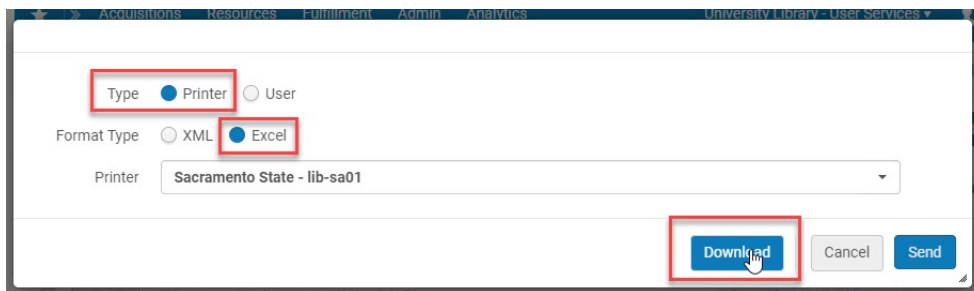 Acquisitions Resources Fulfillment Admin Analytics University Library - User Services
Type Printer User
Format Type XML Excel
Printer Sacramento State - lib-sa01
Download Cancel Send